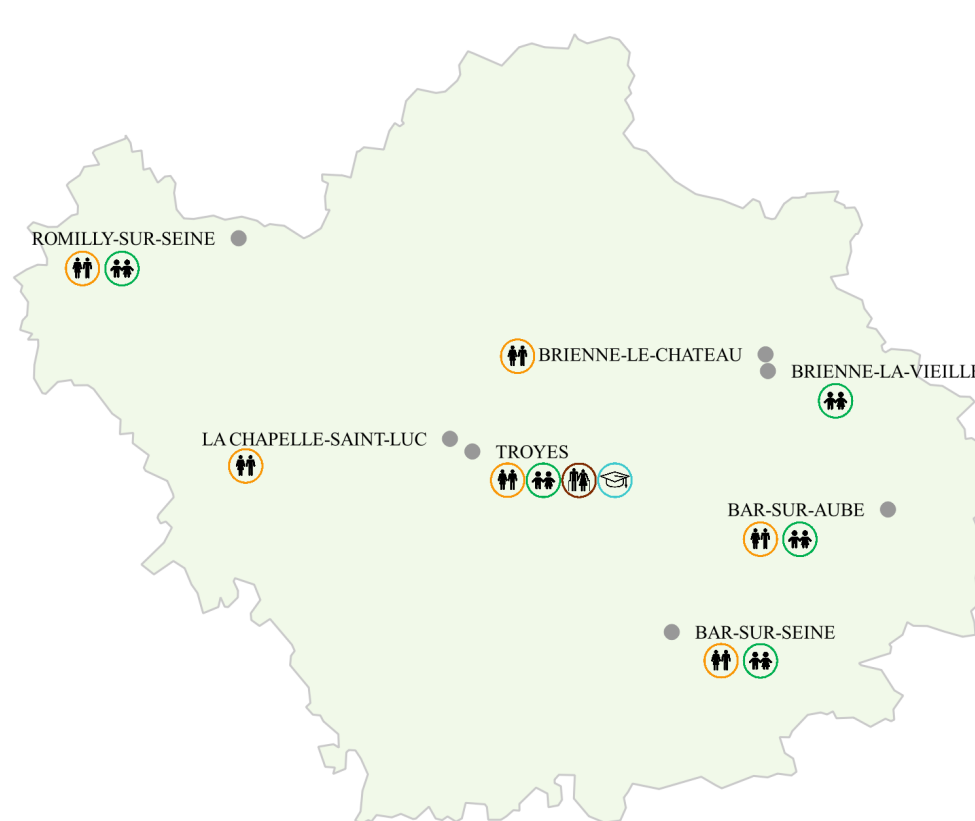 ROMILLY-SUR-SEINE
BRIENNE-LE-CHATEAU
BRIENNE-LA-VIEILLE
LA CHAPELLE-SAINT-LUC
TROYES
BAR-SUR-AUBE
BAR-SUR-SEINE